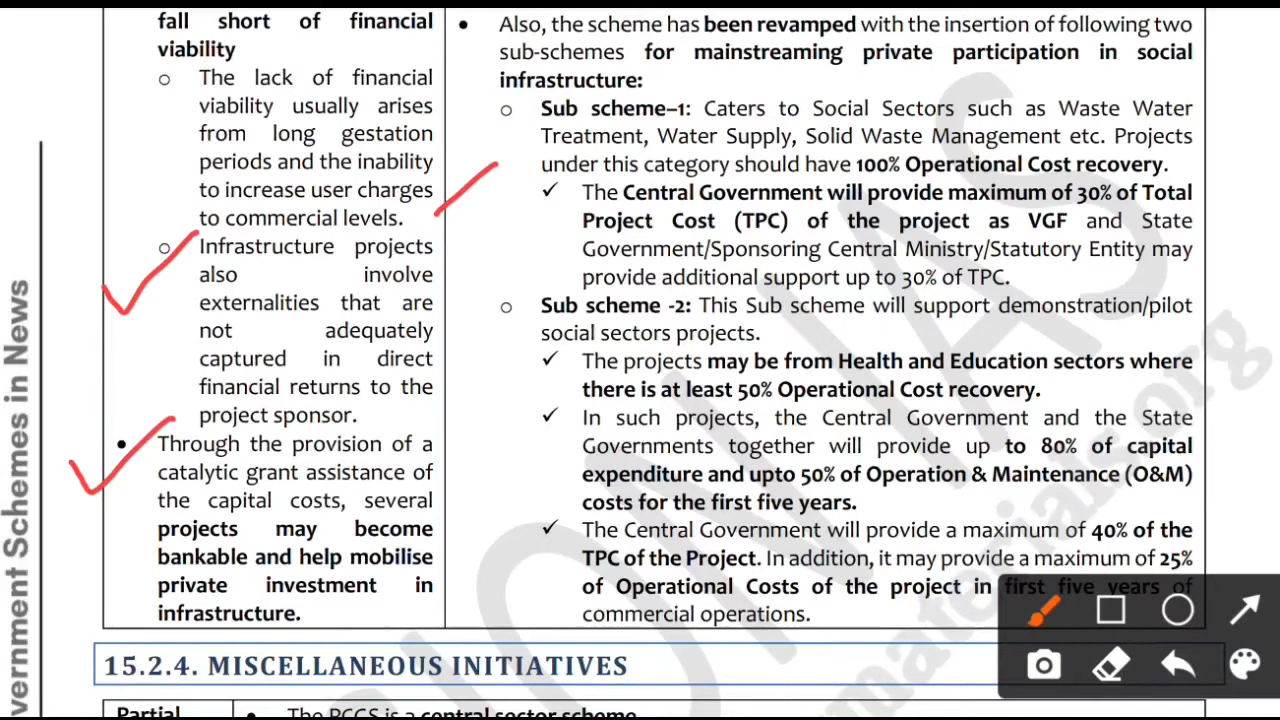 fall short of financial
viability
o The lack of financial
viability usually arises
from long gestation
periods and the inability
to increase user charges
to commercial levels.
o Infrastructure projects
also involve
externalities that are
not adequately
captured in direct
financial returns to the
project sponsor.
• Through the provision of a
catalytic grant assistance of
the capital costs, several
projects may become
bankable and help mobilise
private investment in
infrastructure.
• Also, the scheme has been revamped with the insertion of following two
sub-schemes for mainstreaming private participation in social
infrastructure:
o Sub scheme–1: Caters to Social Sectors such as Waste Water
Treatment, Water Supply, Solid Waste Management etc. Projects
under this category should have 100% Operational Cost recovery.
✓ The Central Government will provide maximum of 30% of Total
Project Cost (TPC) of the project as VGF and State
Government/Sponsoring Central Ministry/Statutory Entity may
provide additional support up to 30% of TPC.
o Sub scheme -2: This Sub scheme will support demonstration/pilot
social sectors projects.
✓ The projects may be from Health and Education sectors where
there is at least 50% Operational Cost recovery.
✓ In such projects, the Central Government and the State
Governments together will provide up to 80% of capital
expenditure and upto 50% of Operation & Maintenance (O&M)
costs for the first five years.
✓ The Central Government will provide a maximum of 40% of the
TPC of the Project. In addition, it may provide a maximum of 25%
of Operational Costs of the project in first five years of
commercial operations.
15.2.4. MISCELLANEOUS INITIATIVES
Partial
• The PCGS is a central sector scheme
vernment Schemes in News